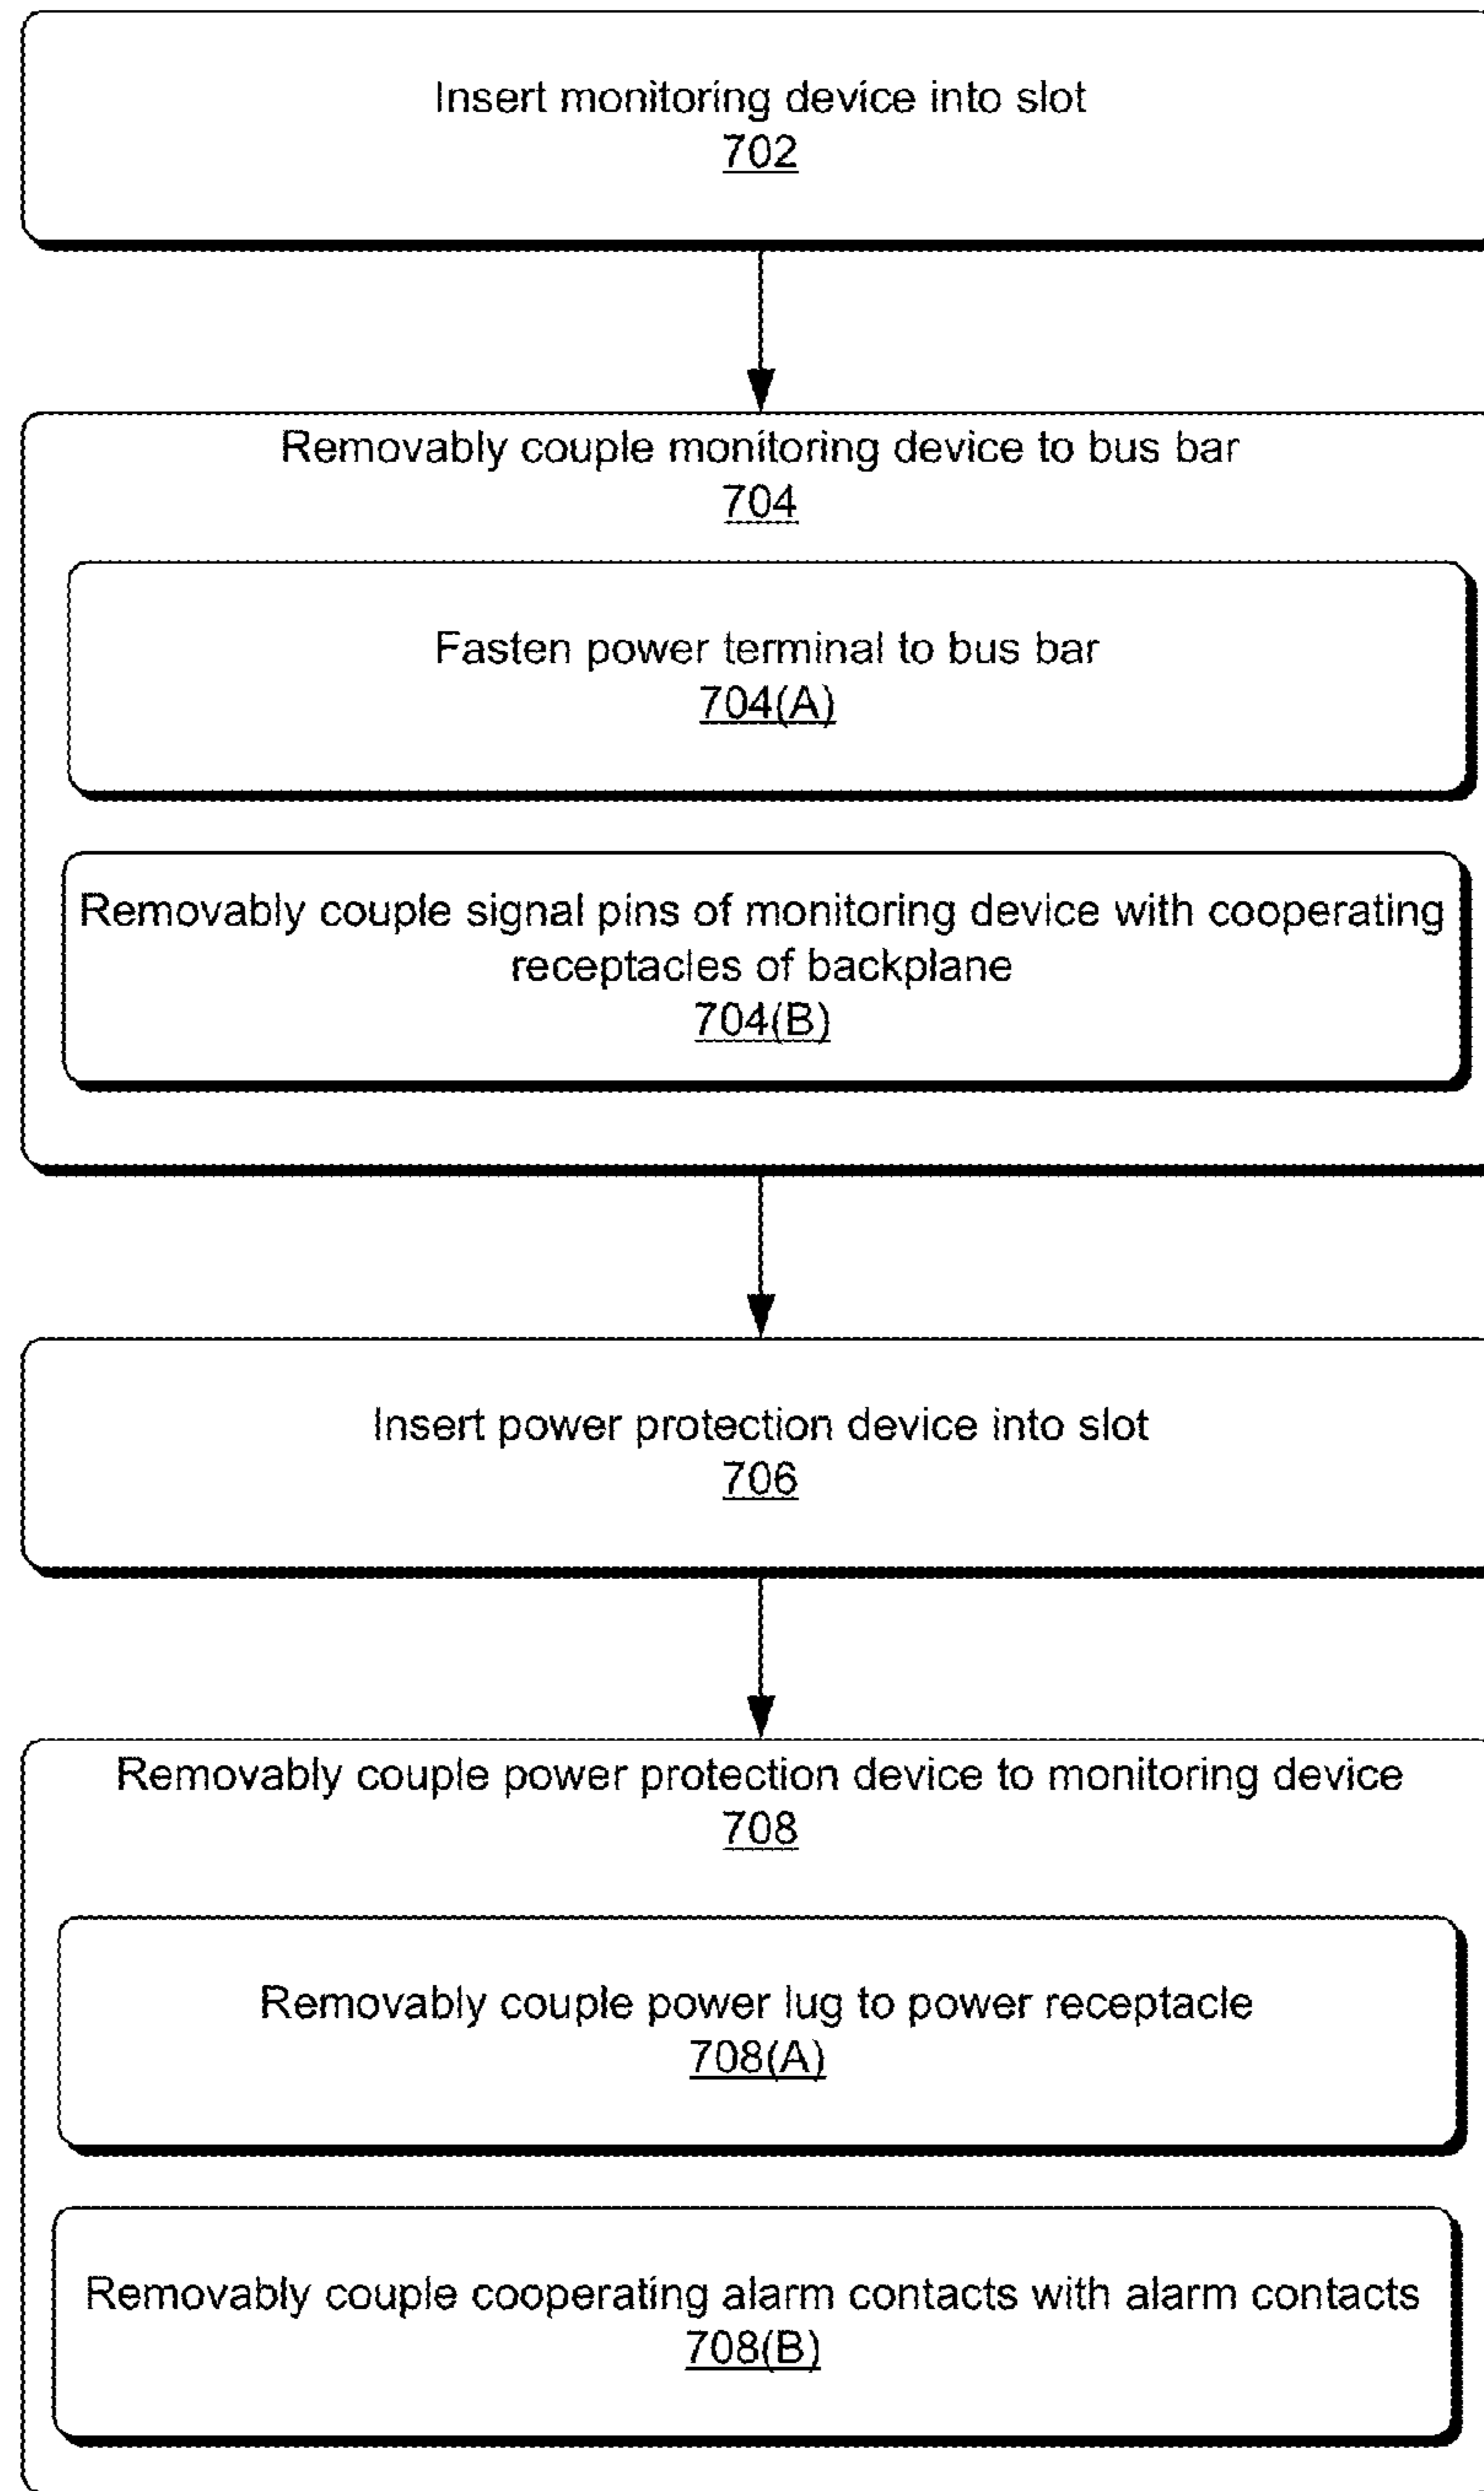 Insert monitoring device into slot
702
Removably couple monitoring device to bus bar
704
Fasten power terminal to bus bar
704(A)
Removably couple signal pins of monitoring device with cooperating
receptacles of backplane
704(B)
Insert power protection device into slot
706
Removably couple power protection device to monitoring device
708
Removably couple power lug to power receptacle
708(A)
Removably couple cooperating alarm contacts with alarm contacts
708(B)